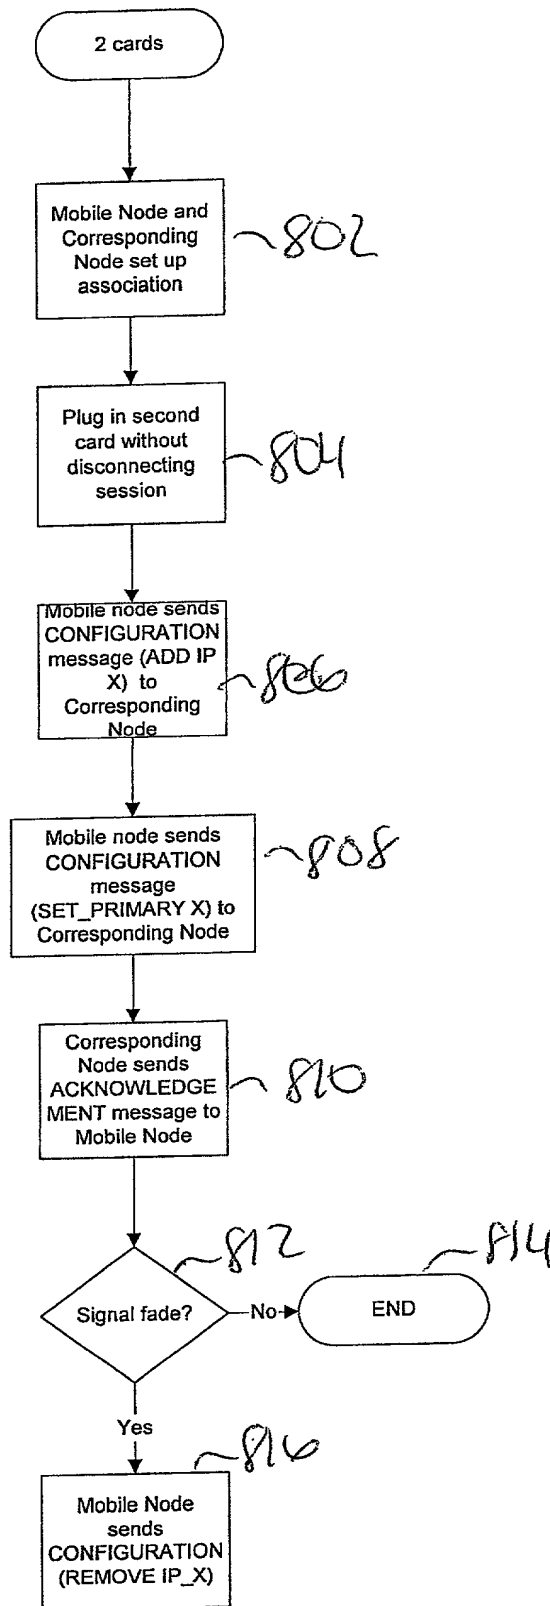 2 cards
Mobile Node and
Corresponding
Node set up
association
802
Plug in second
card without
disconnecting
session
804
Mobile node sends
CONFIGURATION
message (ADD IP
X) to
Corresponding
Node
806
Mobile node sends
CONFIGURATION
message
(SET_PRIMARY X) to
Corresponding Node
808
Corresponding
Node sends
ACKNOWLEDGE
MENT message to
Mobile Node
810
812
Signal fade?
No
814
END
Yes
816
Mobile Node
sends
CONFIGURATION
(REMOVE IP_X)